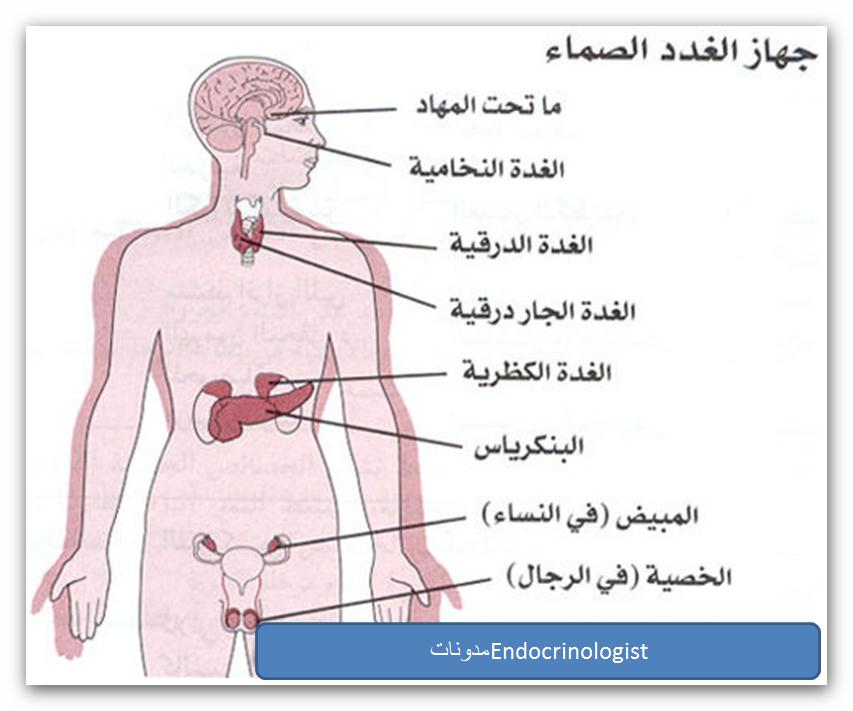 جهاز الغدد الصماء
ما تحت المهاد
الغدة النخامية
الغدة الدرقية
الغدة الجار درقية
الغدة الكظرية
البنكرياس
المبيض (في النساء)
الخصية (في الرجال)
مدوناتEndocrinologist